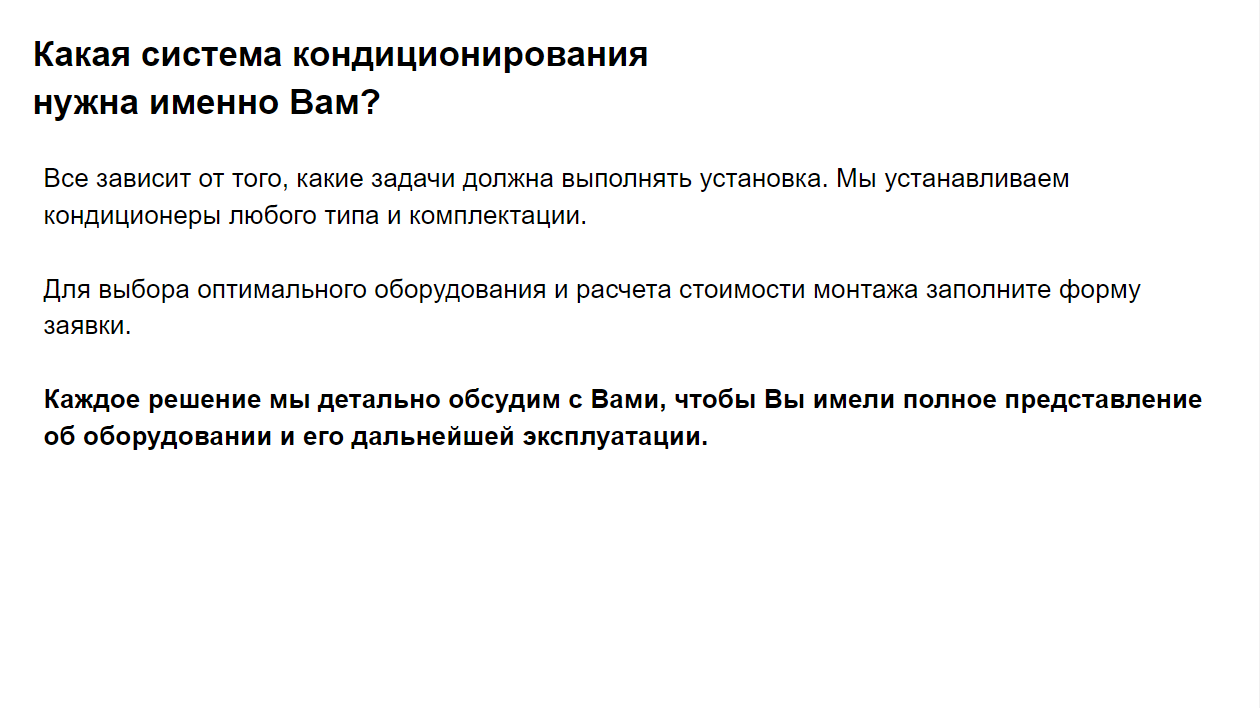 Какая система кондиционирования
нужна именно Вам?
Все зависит от того, какие задачи должна выполнять установка. Мы устанавливаем
кондиционеры любого типа и комплектации.
Для выбора оптимального оборудования и расчета стоимости монтажа заполните форму
заявки.
Каждое решение мы детально обсудим с Вами, чтобы Вы имели полное представление
об оборудовании и его дальнейшей эксплуатации.